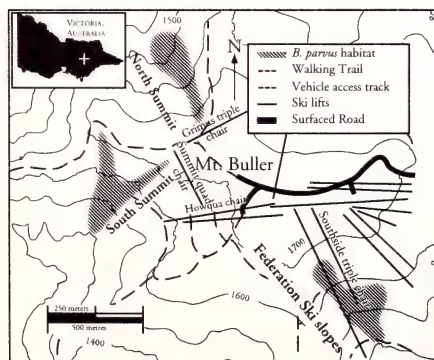 VICTORIA,
AUSTRALIA
1500
N
B. parvus habitat
Walking Trail
Vehicle access track
Ski lifts
Surfaced Road
North Summit
Grimus triple
chair
Mt. Buller
Summit quad
chair
South Summit
Howqua chair
Southside triple chair
1700
Federation Ski slopes
1600
250 meters
500 metres
1400